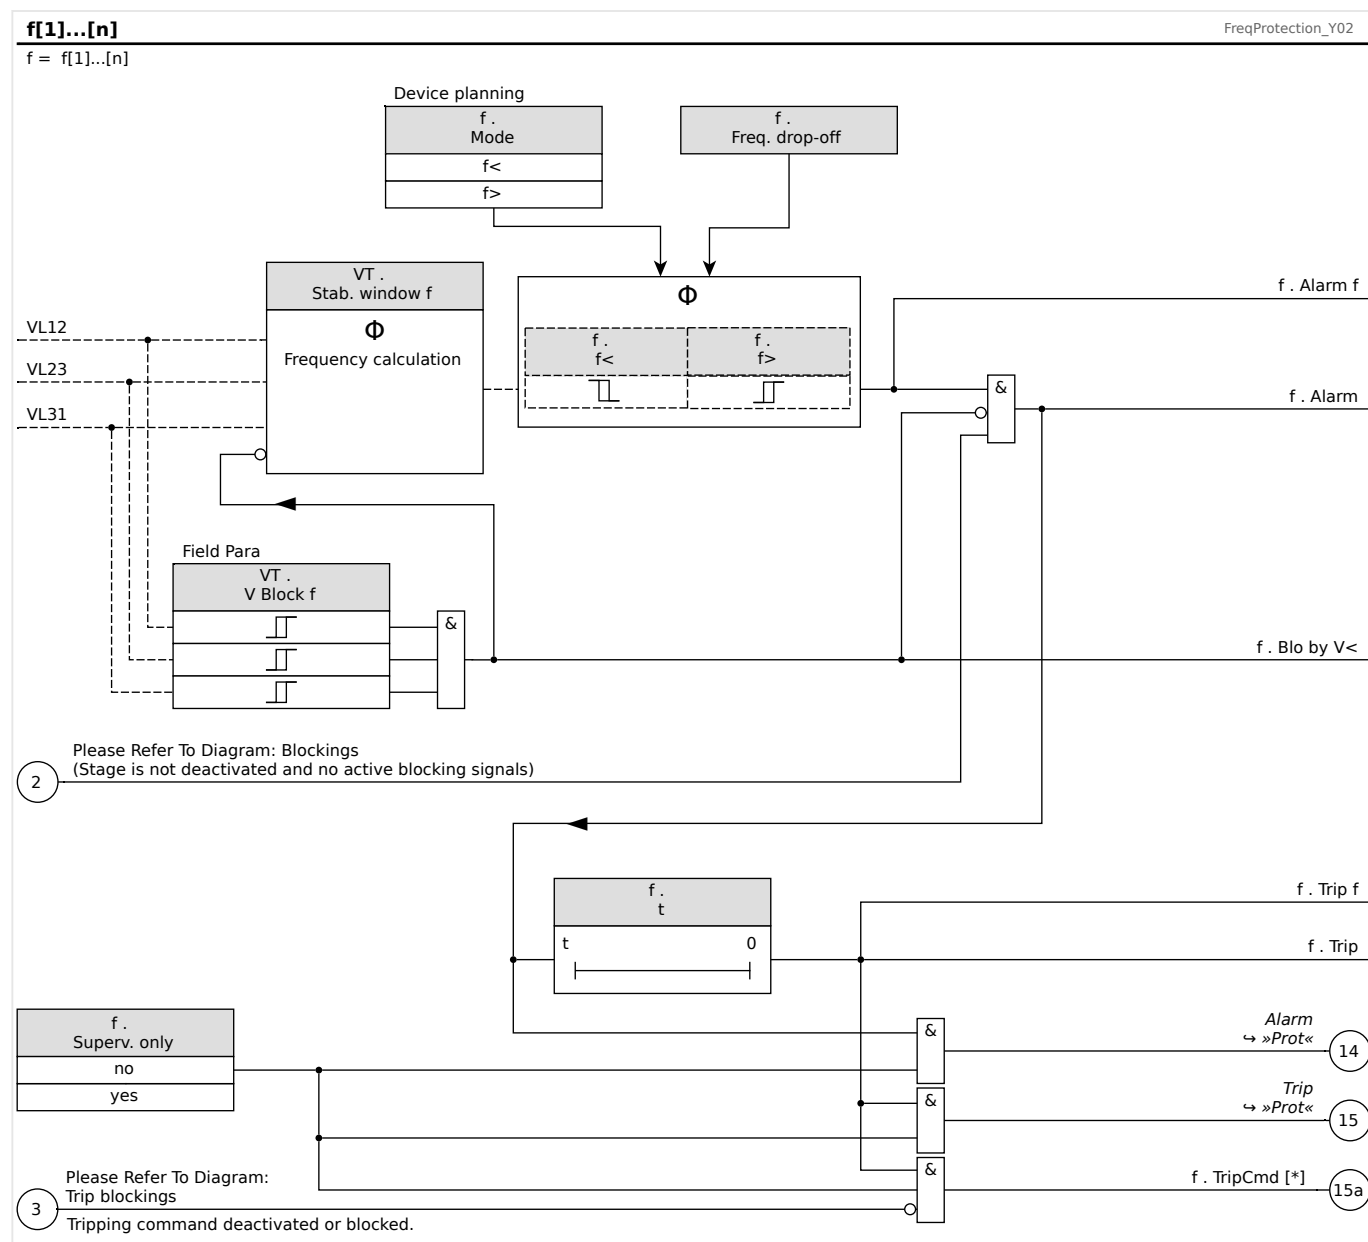 f[1]...[n]
FreqProtection_Y02
f = f[1]...[n]
Device planning
f .
Mode
f<
f>
f .
Freq. drop-off
VT .
Stab. window f
Φ
Frequency calculation
Φ
f .
f<
f .
f>
f . Alarm f
VL12
VL23
VL31
&
f . Alarm
Field Para
VT .
V Block f
&
f . Blo by V<
Please Refer To Diagram: Blockings
(Stage is not deactivated and no active blocking signals)
2
f .
t
t 0
f . Trip f
f . Trip
f .
Superv. only
no
yes
&
Alarm
↪ »Prot«
14
&
Trip
↪ »Prot«
15
&
f . TripCmd [*]
15a
Please Refer To Diagram:
Trip blockings
3
Tripping command deactivated or blocked.